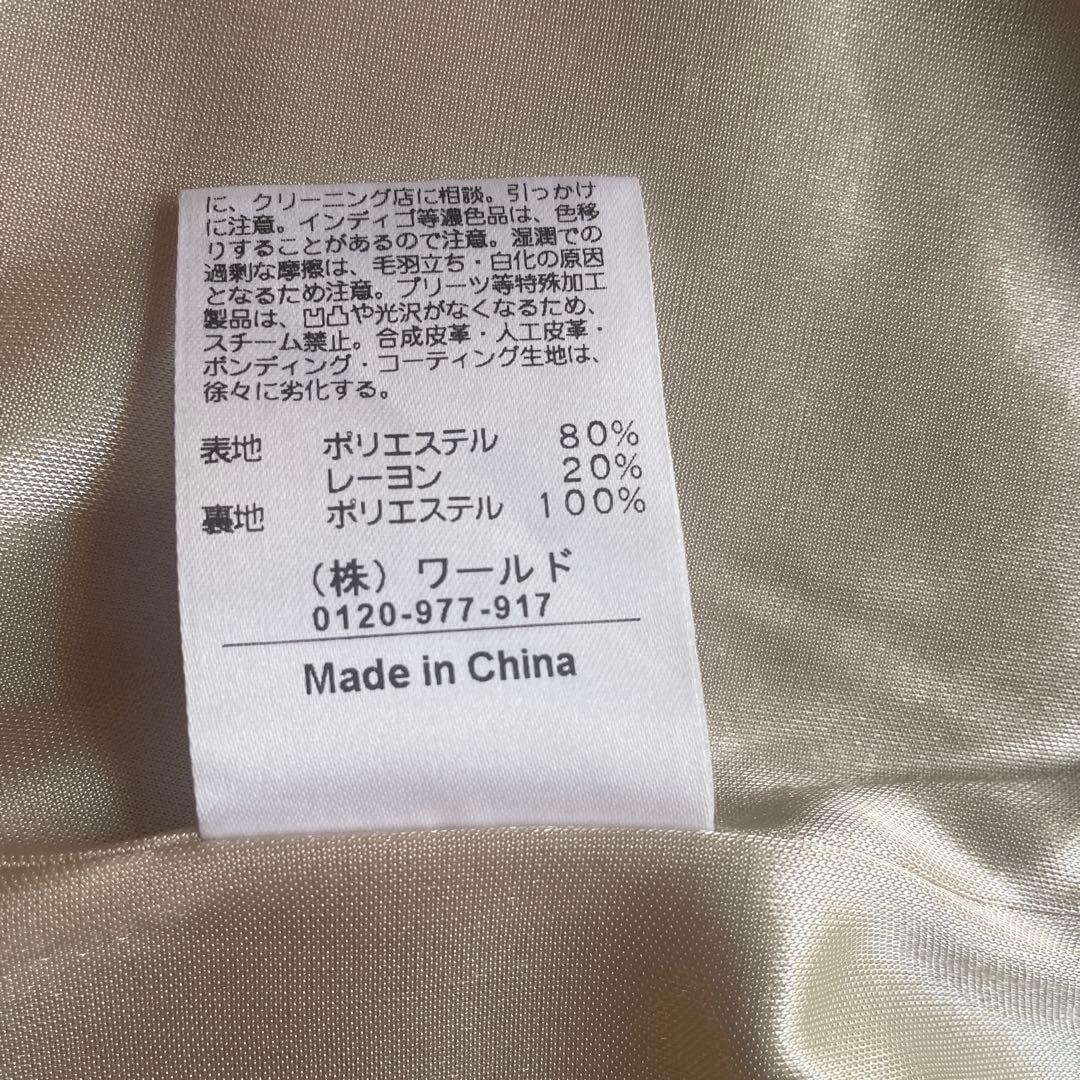 に、クリーニング店に相談。引っかけ
に注意。インディゴ等濃色品は、色移
りすることがあるので注意。湿潤での
過剰な摩擦は、毛羽立ち・白化の原因
となるため注意。プリーツ等特殊加工
製品は、凹凸や光沢がなくなるため、
スチーム禁止。合成皮革・人工皮革・
ボンディング・コーティング生地は、
徐々に劣化する。
表地 ポリエステル 80%
レーヨン 20%
裏地 ポリエステル 100%
(株)ワールド
0120-977-917
Made in China